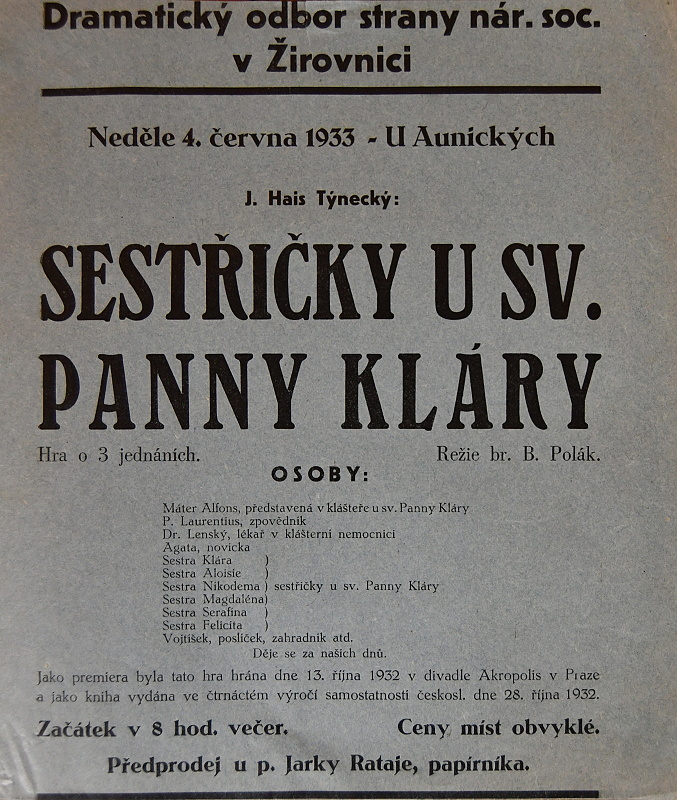 Dramatický odbor strany nár. soc.
v Žirovnici
Neděle 4. června 1933 - U Aunických
J. Hais Týnecký:
SESTŘIČKY U SV.
PANNY KLÁRY
Hra o 3 jednáních. Režie br. B. Polák.
OSOBY:
Máter Alfons, představená v klášteře u sv. Panny Kláry
P. Laurentius, zpovědník
Dr. Lenský, lékař v klášterní nemocnici
Agata, novicka
Sestra Klára )
Sestra Aloisie )
Sestra Nikodema ) sestřičky u sv. Panny Kláry
Sestra Magdaléna)
Sestra Serafina )
Sestra Felicita )
Vojtíšek, poslíček, zahradník atd.
Děje se za našich dnů.
Jako premiera byla tato hra hrána dne 13. října 1932 v divadle Akropolis v Praze
a jako kniha vydána ve čtrnáctém výročí samostatnosti českosl. dne 28. října 1932.
Začátek v 8 hod. večer. Ceny míst obvyklé.
Předprodej u p. Jarky Rataje, papírníka.